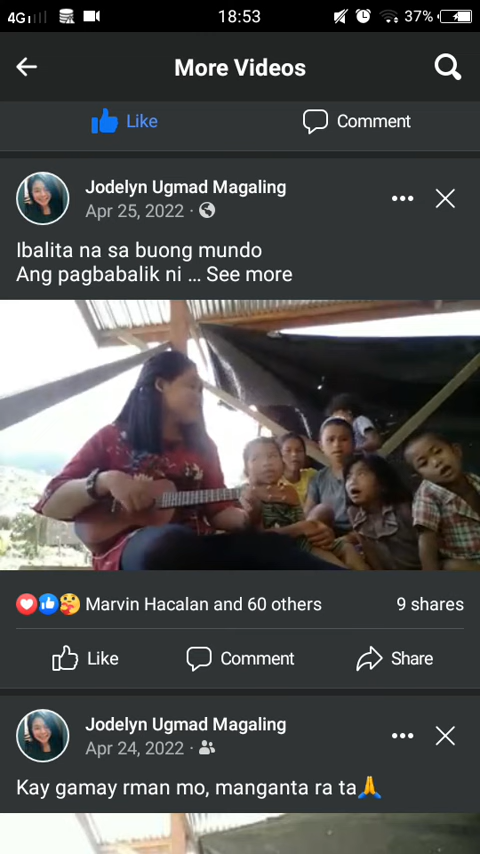 4G
18:53
37%
More Videos
Like
Comment
Jodelyn Ugmad Magaling
Apr 25, 2022 ·
Ibalita na sa buong mundo
Ang pagbabalik ni ... See more
Marvin Hacalan and 60 others
9 shares
Like
Comment
Share
Jodelyn Ugmad Magaling
Apr 24, 2022 ·
Kay gamay rman mo, manganta ra ta🙏